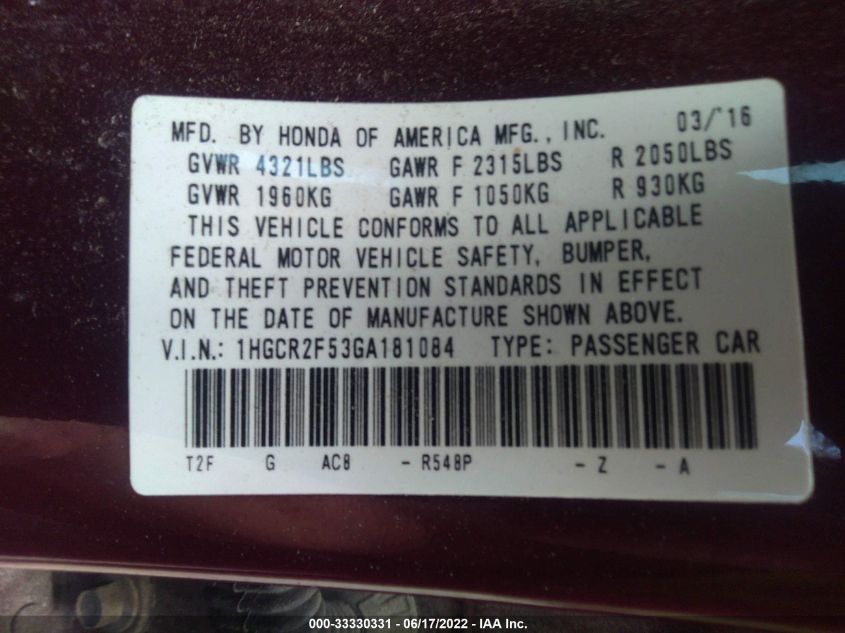 MFD. BY HONDA OF AMERICA MFG., INC. 03/16
GVWR 4321LBS GAWR F 2315LBS R 2050LBS
GVWR 1960KG GAWR F 1050KG R 930KG
THIS VEHICLE CONFORMS TO ALL APPLICABLE
FEDERAL MOTOR VEHICLE SAFETY, BUMPER,
AND THEFT PREVENTION STANDARDS IN EFFECT
ON THE DATE OF MANUFACTURE SHOWN ABOVE.
V.I.N.: 1HGCR2F53GA181084 TYPE: PASSENGER CAR
T2F G AC8 - R548P - Z - A
000-33330331 - 06/17/2022 - IAA Inc.